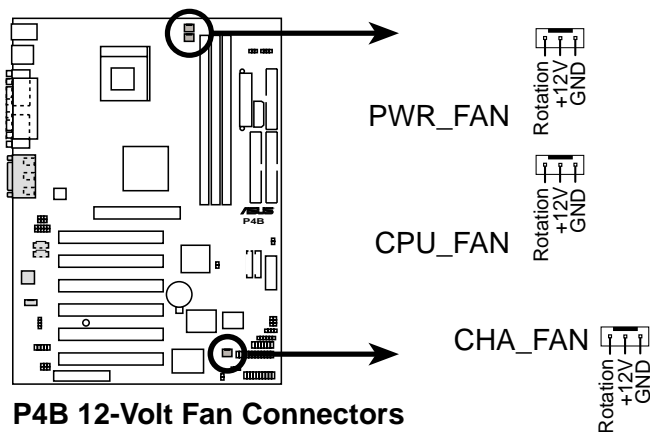 PWR_FAN
Rotation
+12V
GND
CPU_FAN
Rotation
+12V
GND
CHA_FAN
Rotation
+12V
GND
ASUS
P4B
P4B 12-Volt Fan Connectors